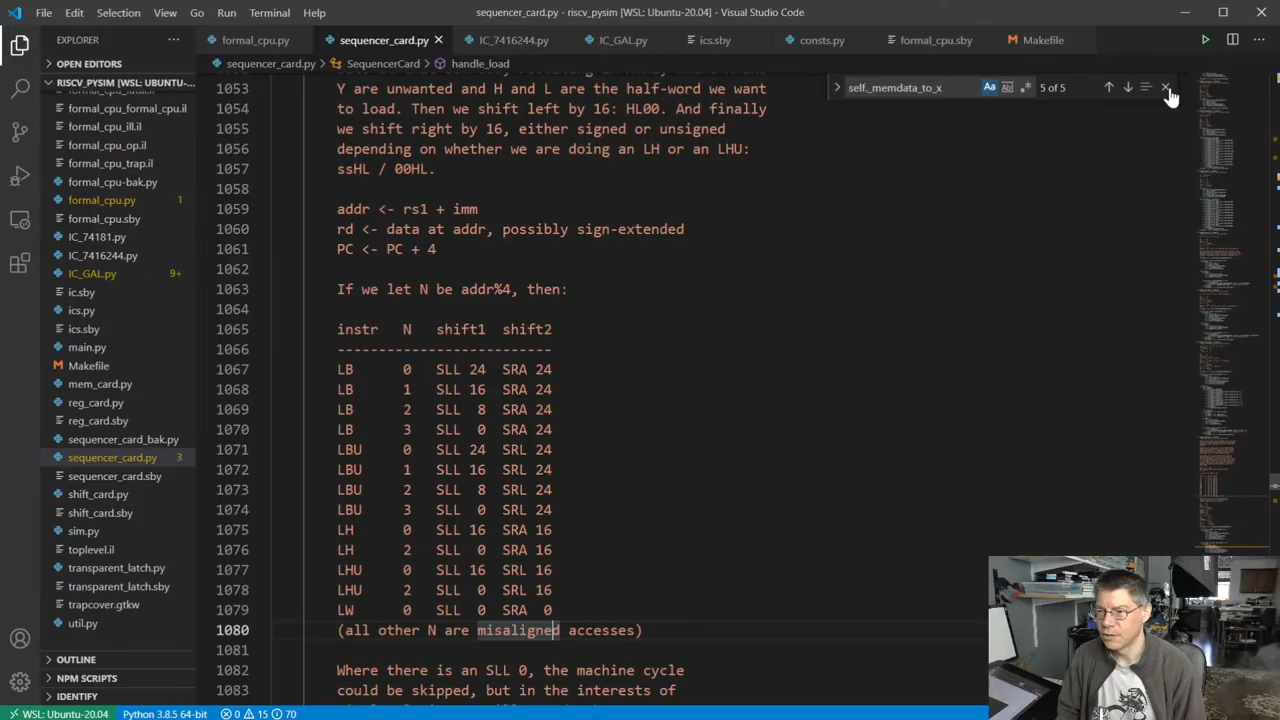 File Edit Selection View Go Run Terminal Help
sequencer_card.py - riscv_pysim [WSL: Ubuntu-20.04] - Visual Studio Code
EXPLORER
formal_cpu.py sequencer_card.py IC_7416244.py IC_GAL.py ics.sby consts.py formal_cpu.sby Makefile
OPEN EDITORS
sequencer_card.py > SequencerCard > handle_load
RISCV_PYSIM [WSL: UBUNTU-20.04]
self._memdata_to_x Aa 5 of 5
formal_cpu_formal_cpu.il
formal_cpu_ill.il
formal_cpu_op.il
formal_cpu_trap.il
formal_cpu-bak.py
formal_cpu.py 1
formal_cpu.sby
IC_74181.py
IC_7416244.py
IC_GAL.py 9+
ic.sby
ics.py
ics.sby
main.py
Makefile
mem_card.py
reg_card.py
reg_card.sby
sequencer_card_bak.py
sequencer_card.py 3
sequencer_card.sby
shift_card.py
shift_card.sby
sim.py
toplevel.il
transparent_latch.py
transparent_latch.sby
trapcover.gtkw
util.py
OUTLINE
NPM SCRIPTS
IDENTIFY
1053 Y are unwanted and H and L are the half-word we want
1054 to load. Then we shift left by 16: HL00. And finally
1055 we shift right by 16, either signed or unsigned
1056 depending on whether we are doing an LH or an LHU:
1057 ssHL / 00HL.
1058
1059 addr <- rs1 + imm
1060 rd <- data at addr, possibly sign-extended
1061 PC <- PC + 4
1062
1063 If we let N be addr%4, then:
1064
1065 instr N shift1 shift2
1066 -------------------------
1067 LB 0 SLL 24 SRA 24
1068 LB 1 SLL 16 SRA 24
1069 LB 2 SLL 8 SRA 24
1070 LB 3 SLL 0 SRA 24
1071 LBU 0 SLL 24 SRL 24
1072 LBU 1 SLL 16 SRL 24
1073 LBU 2 SLL 8 SRL 24
1074 LBU 3 SLL 0 SRL 24
1075 LH 0 SLL 16 SRA 16
1076 LH 2 SLL 0 SRA 16
1077 LHU 0 SLL 16 SRL 16
1078 LHU 2 SLL 0 SRL 16
1079 LW 0 SLL 0 SRA 0
1080 (all other N are misaligned accesses)
1081
1082 Where there is an SLL 0, the machine cycle
1083 could be skipped, but in the interests of
WSL: Ubuntu-20.04 Python 3.8.5 64-bit 0 15 70